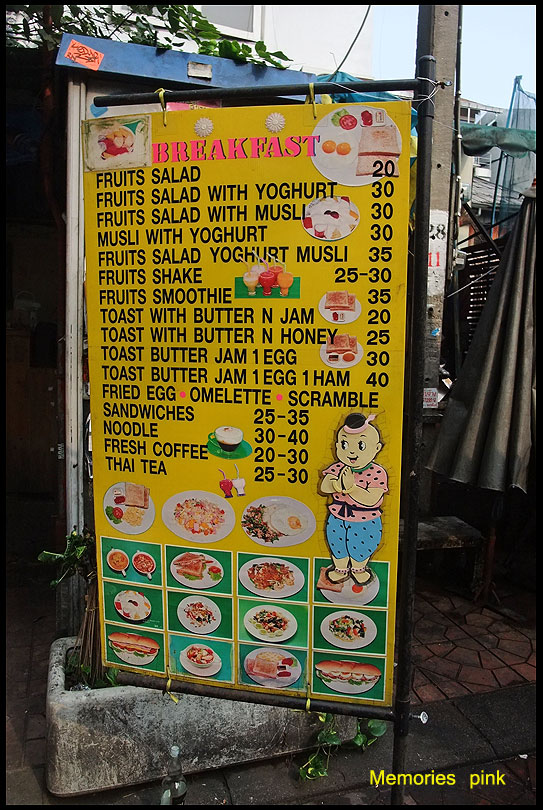 BREAKFAST
FRUITS SALAD 20
FRUITS SALAD WITH YOGHURT 30
FRUITS SALAD WITH MUSLI 30
MUSLI WITH YOGHURT 30
FRUITS SALAD YOGHURT MUSLI 35
FRUITS SHAKE 25-30
FRUITS SMOOTHIE 35
TOAST WITH BUTTER N JAM 20
TOAST WITH BUTTER N HONEY 25
TOAST BUTTER JAM 1 EGG 30
TOAST BUTTER JAM 1 EGG 1 HAM 40
FRIED EGG • OMELETTE • SCRAMBLE
SANDWICHES 25-35
NOODLE 30-40
FRESH COFFEE 20-30
THAI TEA 25-30
Memories pink